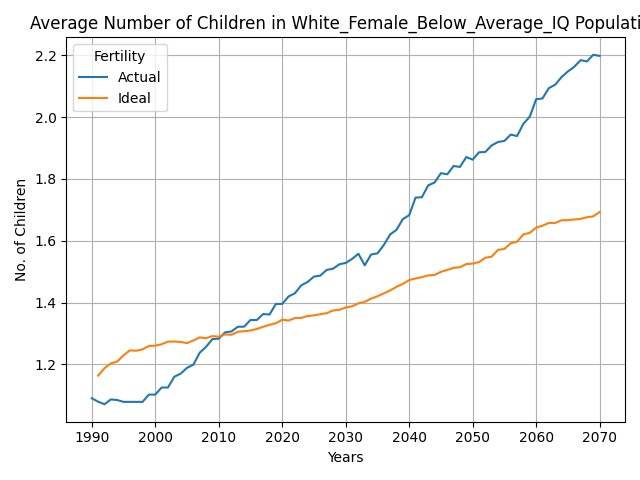 Average Number of Children in White_Female_Below_Average_IQ Populati
Fertility
Actual
Ideal
No. of Children
2.2
2.0
1.8
1.6
1.4
1.2
1990 2000 2010 2020 2030 2040 2050 2060 2070
Years